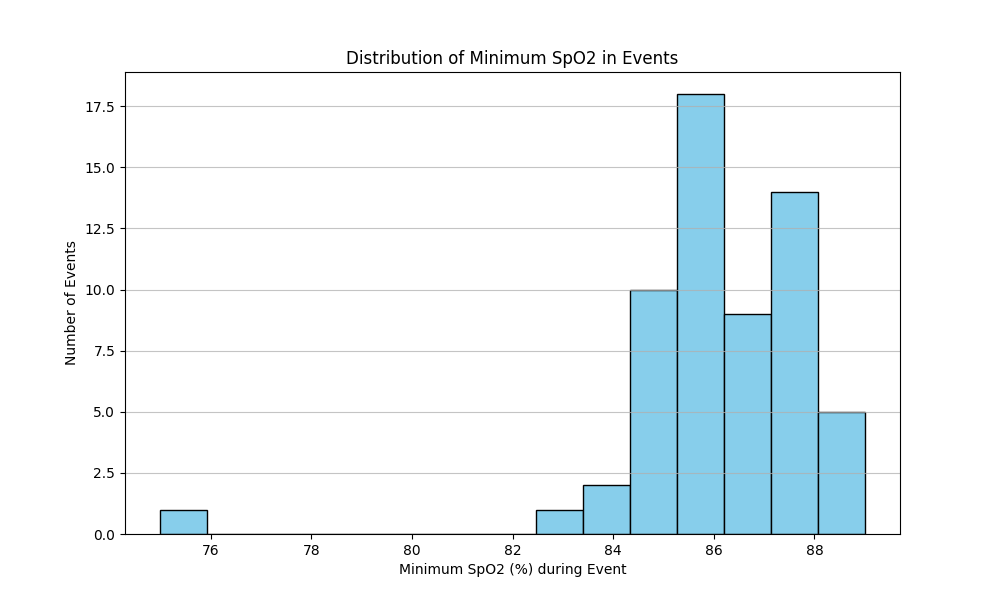 Distribution of Minimum SpO2 in Events
Number of Events
17.5
15.0
12.5
10.0
7.5
5.0
2.5
0.0
76 78 80 82 84 86 88
Minimum SpO2 (%) during Event